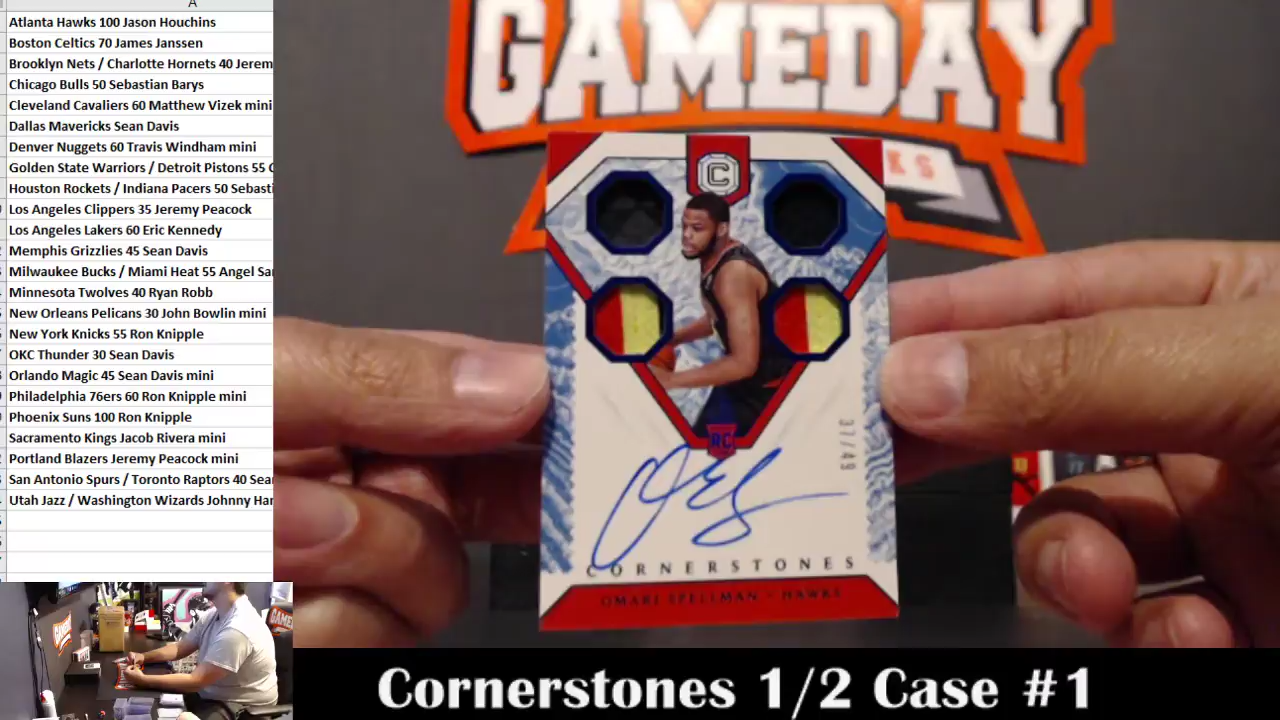 A
Atlanta Hawks 100 Jason Houchins
Boston Celtics 70 James Janssen
Brooklyn Nets / Charlotte Hornets 40 Jerem
Chicago Bulls 50 Sebastian Barys
Cleveland Cavaliers 60 Matthew Vizek mini
Dallas Mavericks Sean Davis
Denver Nuggets 60 Travis Windham mini
Golden State Warriors / Detroit Pistons 55 C
Houston Rockets / Indiana Pacers 50 Sebasti
Los Angeles Clippers 35 Jeremy Peacock
Los Angeles Lakers 60 Eric Kennedy
Memphis Grizzlies 45 Sean Davis
Milwaukee Bucks / Miami Heat 55 Angel Sa
Minnesota Twolves 40 Ryan Robb
New Orleans Pelicans 30 John Bowlin mini
New York Knicks 55 Ron Knipple
OKC Thunder 30 Sean Davis
Orlando Magic 45 Sean Davis mini
Philadelphia 76ers 60 Ron Knipple mini
Phoenix Suns 100 Ron Knipple
Sacramento Kings Jacob Rivera mini
Portland Blazers Jeremy Peacock mini
San Antonio Spurs / Toronto Raptors 40 Sea
Utah Jazz / Washington Wizards Johnny Har
GAMEDAY
KS
C
RC
37/49
CORNERSTONES
OMARI SPELLMAN - HAWKS
GAMEDAY
GAMED
Cornerstones 1/2 Case #1